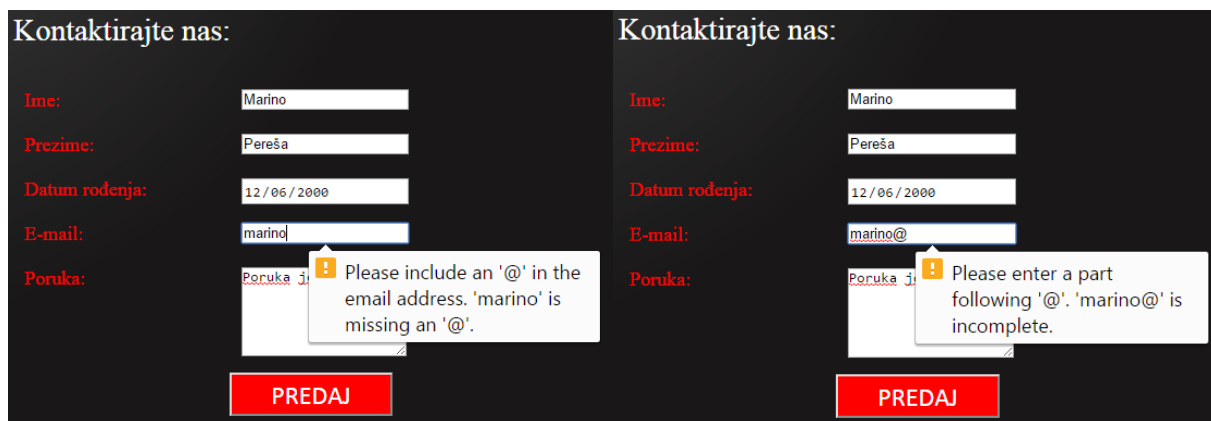 Kontaktirajte nas:
Ime:
Marino
Prezime:
Pereša
Datum rođenja:
12/06/2000
E-mail:
marino
Please include an '@' in the
email address. 'marino' is
missing an '@'.
Poruka:
Poruka
PREDAJ
Kontaktirajte nas:
Ime:
Marino
Prezime:
Pereša
Datum rođenja:
12/06/2000
E-mail:
marino@
Please enter a part
following '@'. 'marino@' is
incomplete.
Poruka:
Poruka
PREDAJ